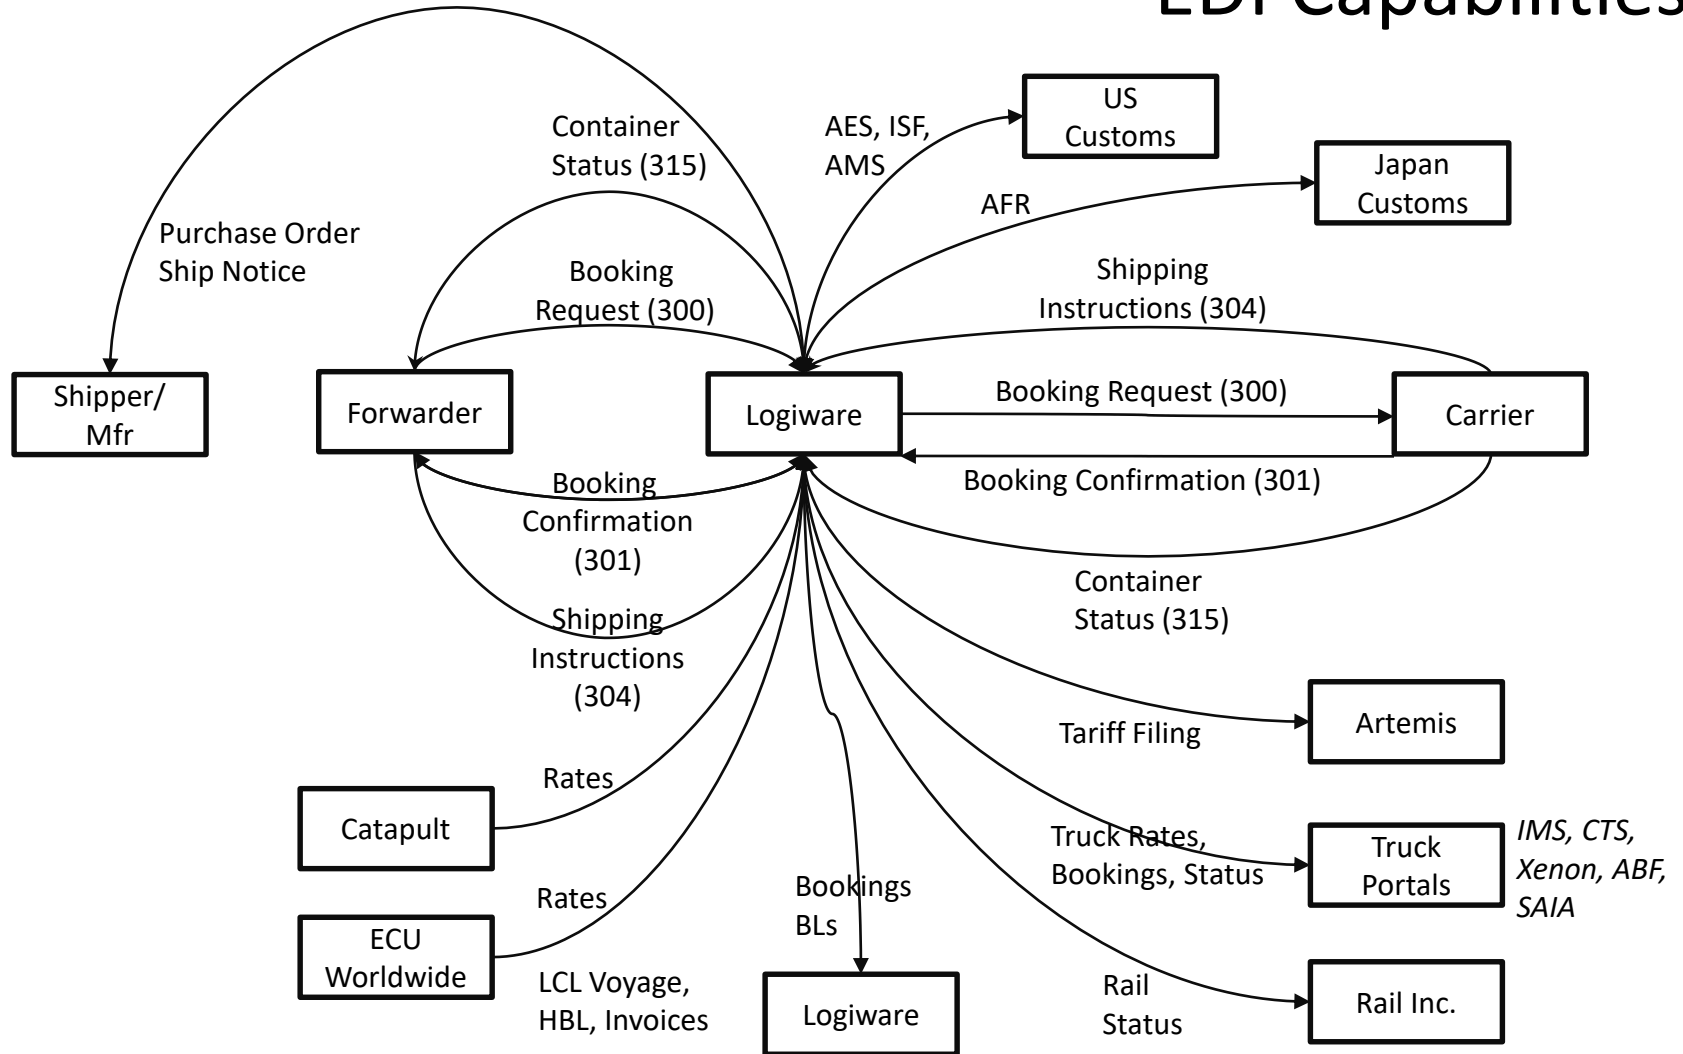 EDI Capabilities
US
Customs
Container
Status (315)
AES, ISF,
AMS
Japan
Customs
AFR
Purchase Order
Ship Notice
Booking
Request (300)
Shipping
Instructions (304)
Shipper/
Mfr
Forwarder
Logiware
Booking Request (300)
Carrier
Booking Confirmation (301)
Booking
Confirmation
(301)
Container
Status (315)
Shipping
Instructions
(304)
Artemis
Tariff Filing
Rates
Catapult
Truck Rates,
Bookings, Status
Truck
Portals
IMS, CTS,
Xenon, ABF,
SAIA
Rates
Bookings
BLs
ECU
Worldwide
LCL Voyage,
HBL, Invoices
Logiware
Rail
Status
Rail Inc.